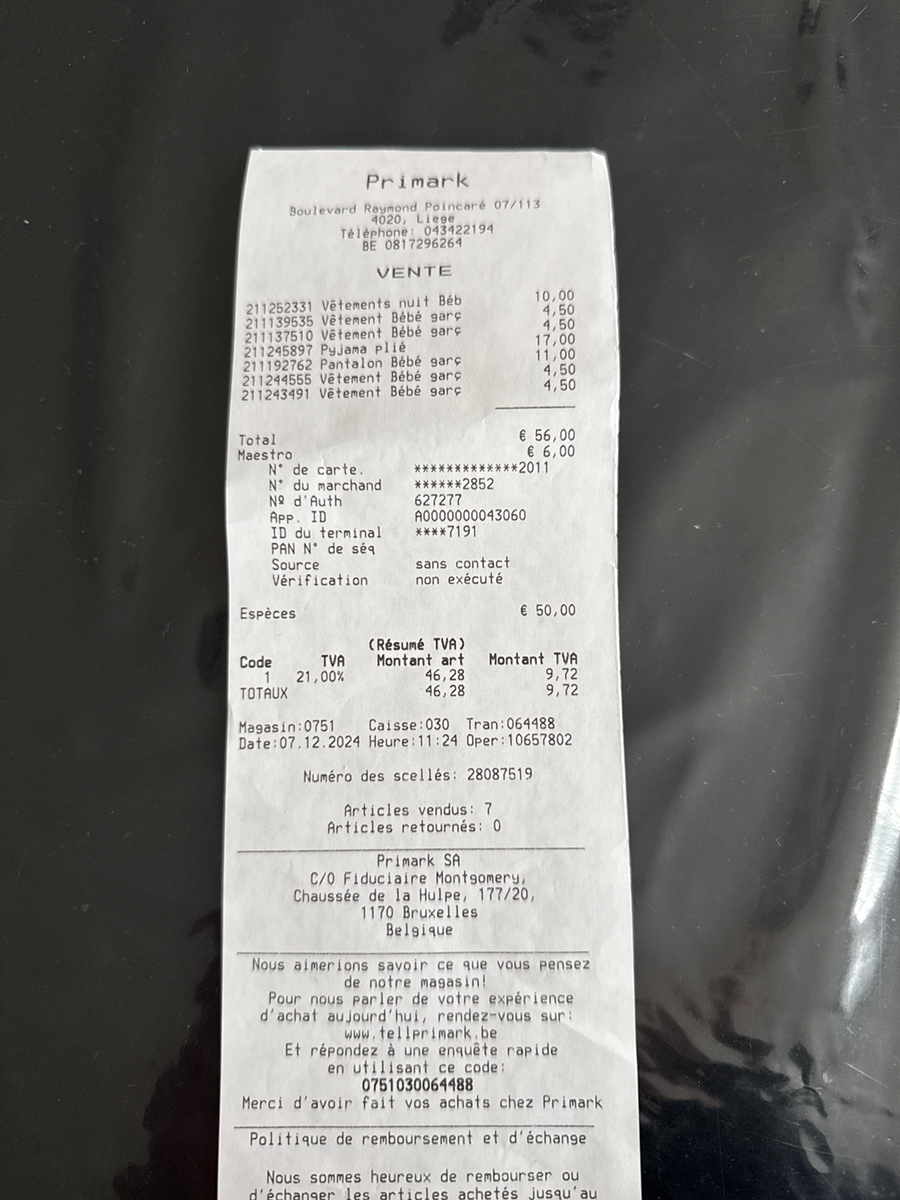 Primark
Boulevard Raymond Poincaré 07/113
4020, Liege
Téléphone: 043422194
BE 0817296264
VENTE
211252331 Vêtements nuit Béb 10,00
211139535 Vêtement Bébé garç 4,50
211137510 Vêtement Bébé garç 4,50
211245897 Pyjama plié 17,00
211192762 Pantalon Bébé garç 11,00
211244555 Vêtement Bébé garç 4,50
211243491 Vêtement Bébé garç 4,50
Total € 56,00
Maestro € 6,00
N° de carte. *************2011
N° du marchand ******2852
Nº d'Auth 627277
App. ID A0000000043060
ID du terminal ****7191
PAN N° de séq
Source sans contact
Vérification non exécuté
Espèces € 50,00
(Résumé TVA)
Code TVA Montant art Montant TVA
1 21,00% 46,28 9,72
TOTAUX 46,28 9,72
Magasin:0751 Caisse:030 Tran:064488
Date:07.12.2024 Heure:11:24 Oper:10657802
Numéro des scellés: 28087519
Articles vendus: 7
Articles retournés: 0
Primark SA
C/O Fiduciaire Montgomery,
Chaussée de la Hulpe, 177/20,
1170 Bruxelles
Belgique
Nous aimerions savoir ce que vous pensez
de notre magasin!
Pour nous parler de votre expérience
d'achat aujourd'hui, rendez-vous sur:
www.tellprimark.be
Et répondez à une enquête rapide
en utilisant ce code:
0751030064488
Merci d'avoir fait vos achats chez Primark
Politique de remboursement et d'échange
Nous sommes heureux de rembourser ou
d'échanger les articles achetés jusqu'au